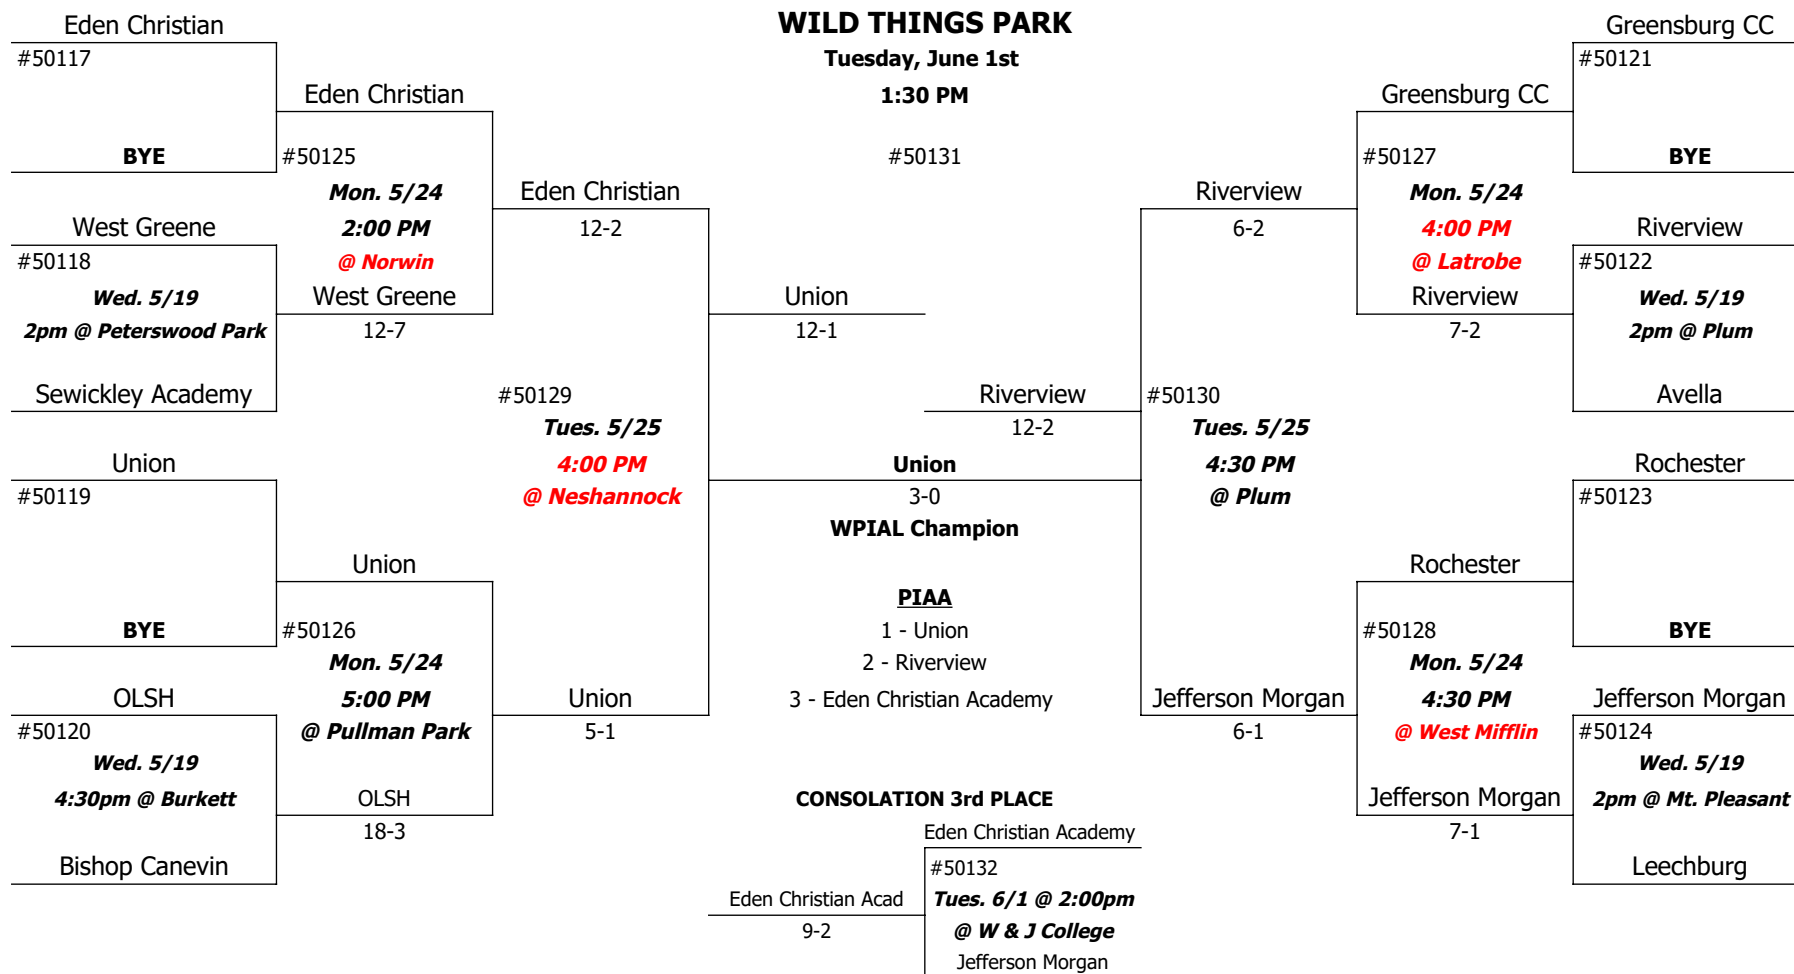 WILD THINGS PARK
Tuesday, June 1st
1:30 PM
#50131
Eden Christian
#50117
BYE
West Greene
#50118
Wed. 5/19
2pm @ Peterswood Park
Sewickley Academy
Union
#50119
BYE
OLSH
#50120
Wed. 5/19
4:30pm @ Burkett
Bishop Canevin
Eden Christian
#50125
Mon. 5/24
2:00 PM
@ Norwin
West Greene
12-7
Union
#50126
Mon. 5/24
5:00 PM
@ Pullman Park
OLSH
18-3
Eden Christian
12-2
#50129
Tues. 5/25
4:00 PM
@ Neshannock
Union
5-1
Union
12-1
Riverview
12-2
Union
3-0
WPIAL Champion
PIAA
1 - Union
2 - Riverview
3 - Eden Christian Academy
CONSOLATION 3rd PLACE
Eden Christian Academy
#50132
Eden Christian Acad
9-2
Tues. 6/1 @ 2:00pm
@ W & J College
Jefferson Morgan
Riverview
6-2
#50130
Tues. 5/25
4:30 PM
@ Plum
Jefferson Morgan
6-1
Greensburg CC
#50127
Mon. 5/24
4:00 PM
@ Latrobe
Riverview
7-2
Rochester
#50128
Mon. 5/24
4:30 PM
@ West Mifflin
Jefferson Morgan
7-1
Greensburg CC
#50121
BYE
Riverview
#50122
Wed. 5/19
2pm @ Plum
Avella
Rochester
#50123
BYE
Jefferson Morgan
#50124
Wed. 5/19
2pm @ Mt. Pleasant
Leechburg